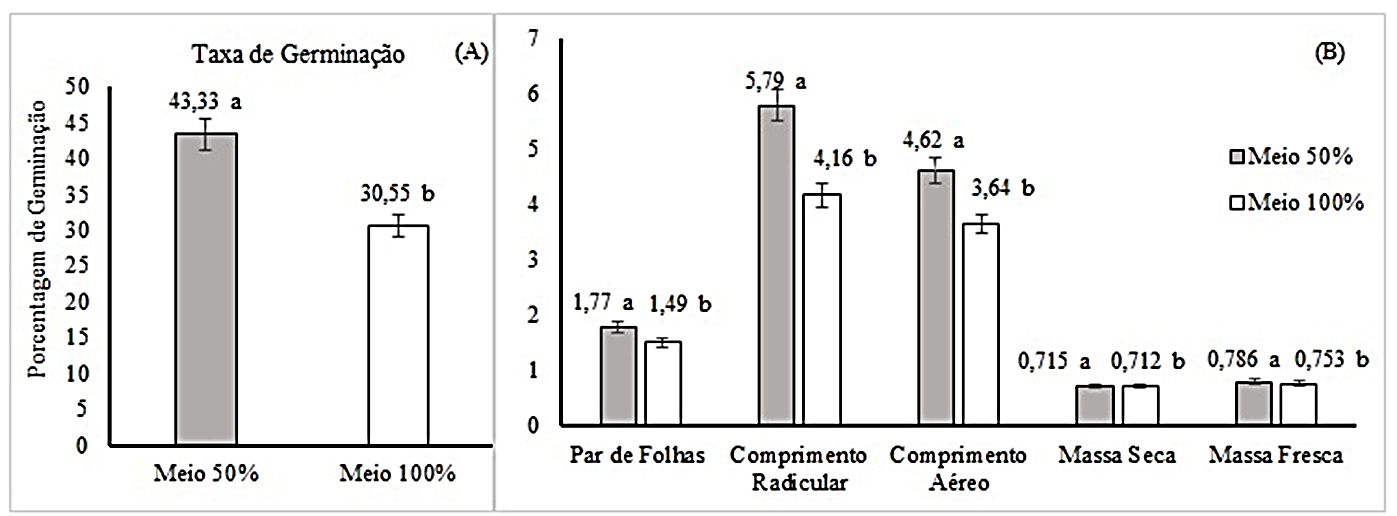 Taxa de Germinação
(A)
Porcentagem de Germinação
50
45
40
35
30
25
20
15
10
5
0
43,33 a
30,55 b
Meio 50%
Meio 100%
(B)
7
6
5
4
3
2
1
0
1,77 a
1,49 b
5,79 a
4,16 b
4,62 a
3,64 b
0,715 a
0,712 b
0,786 a
0,753 b
Meio 50%
Meio 100%
Par de Folhas
Comprimento
Radicular
Comprimento
Aéreo
Massa Seca
Massa Fresca